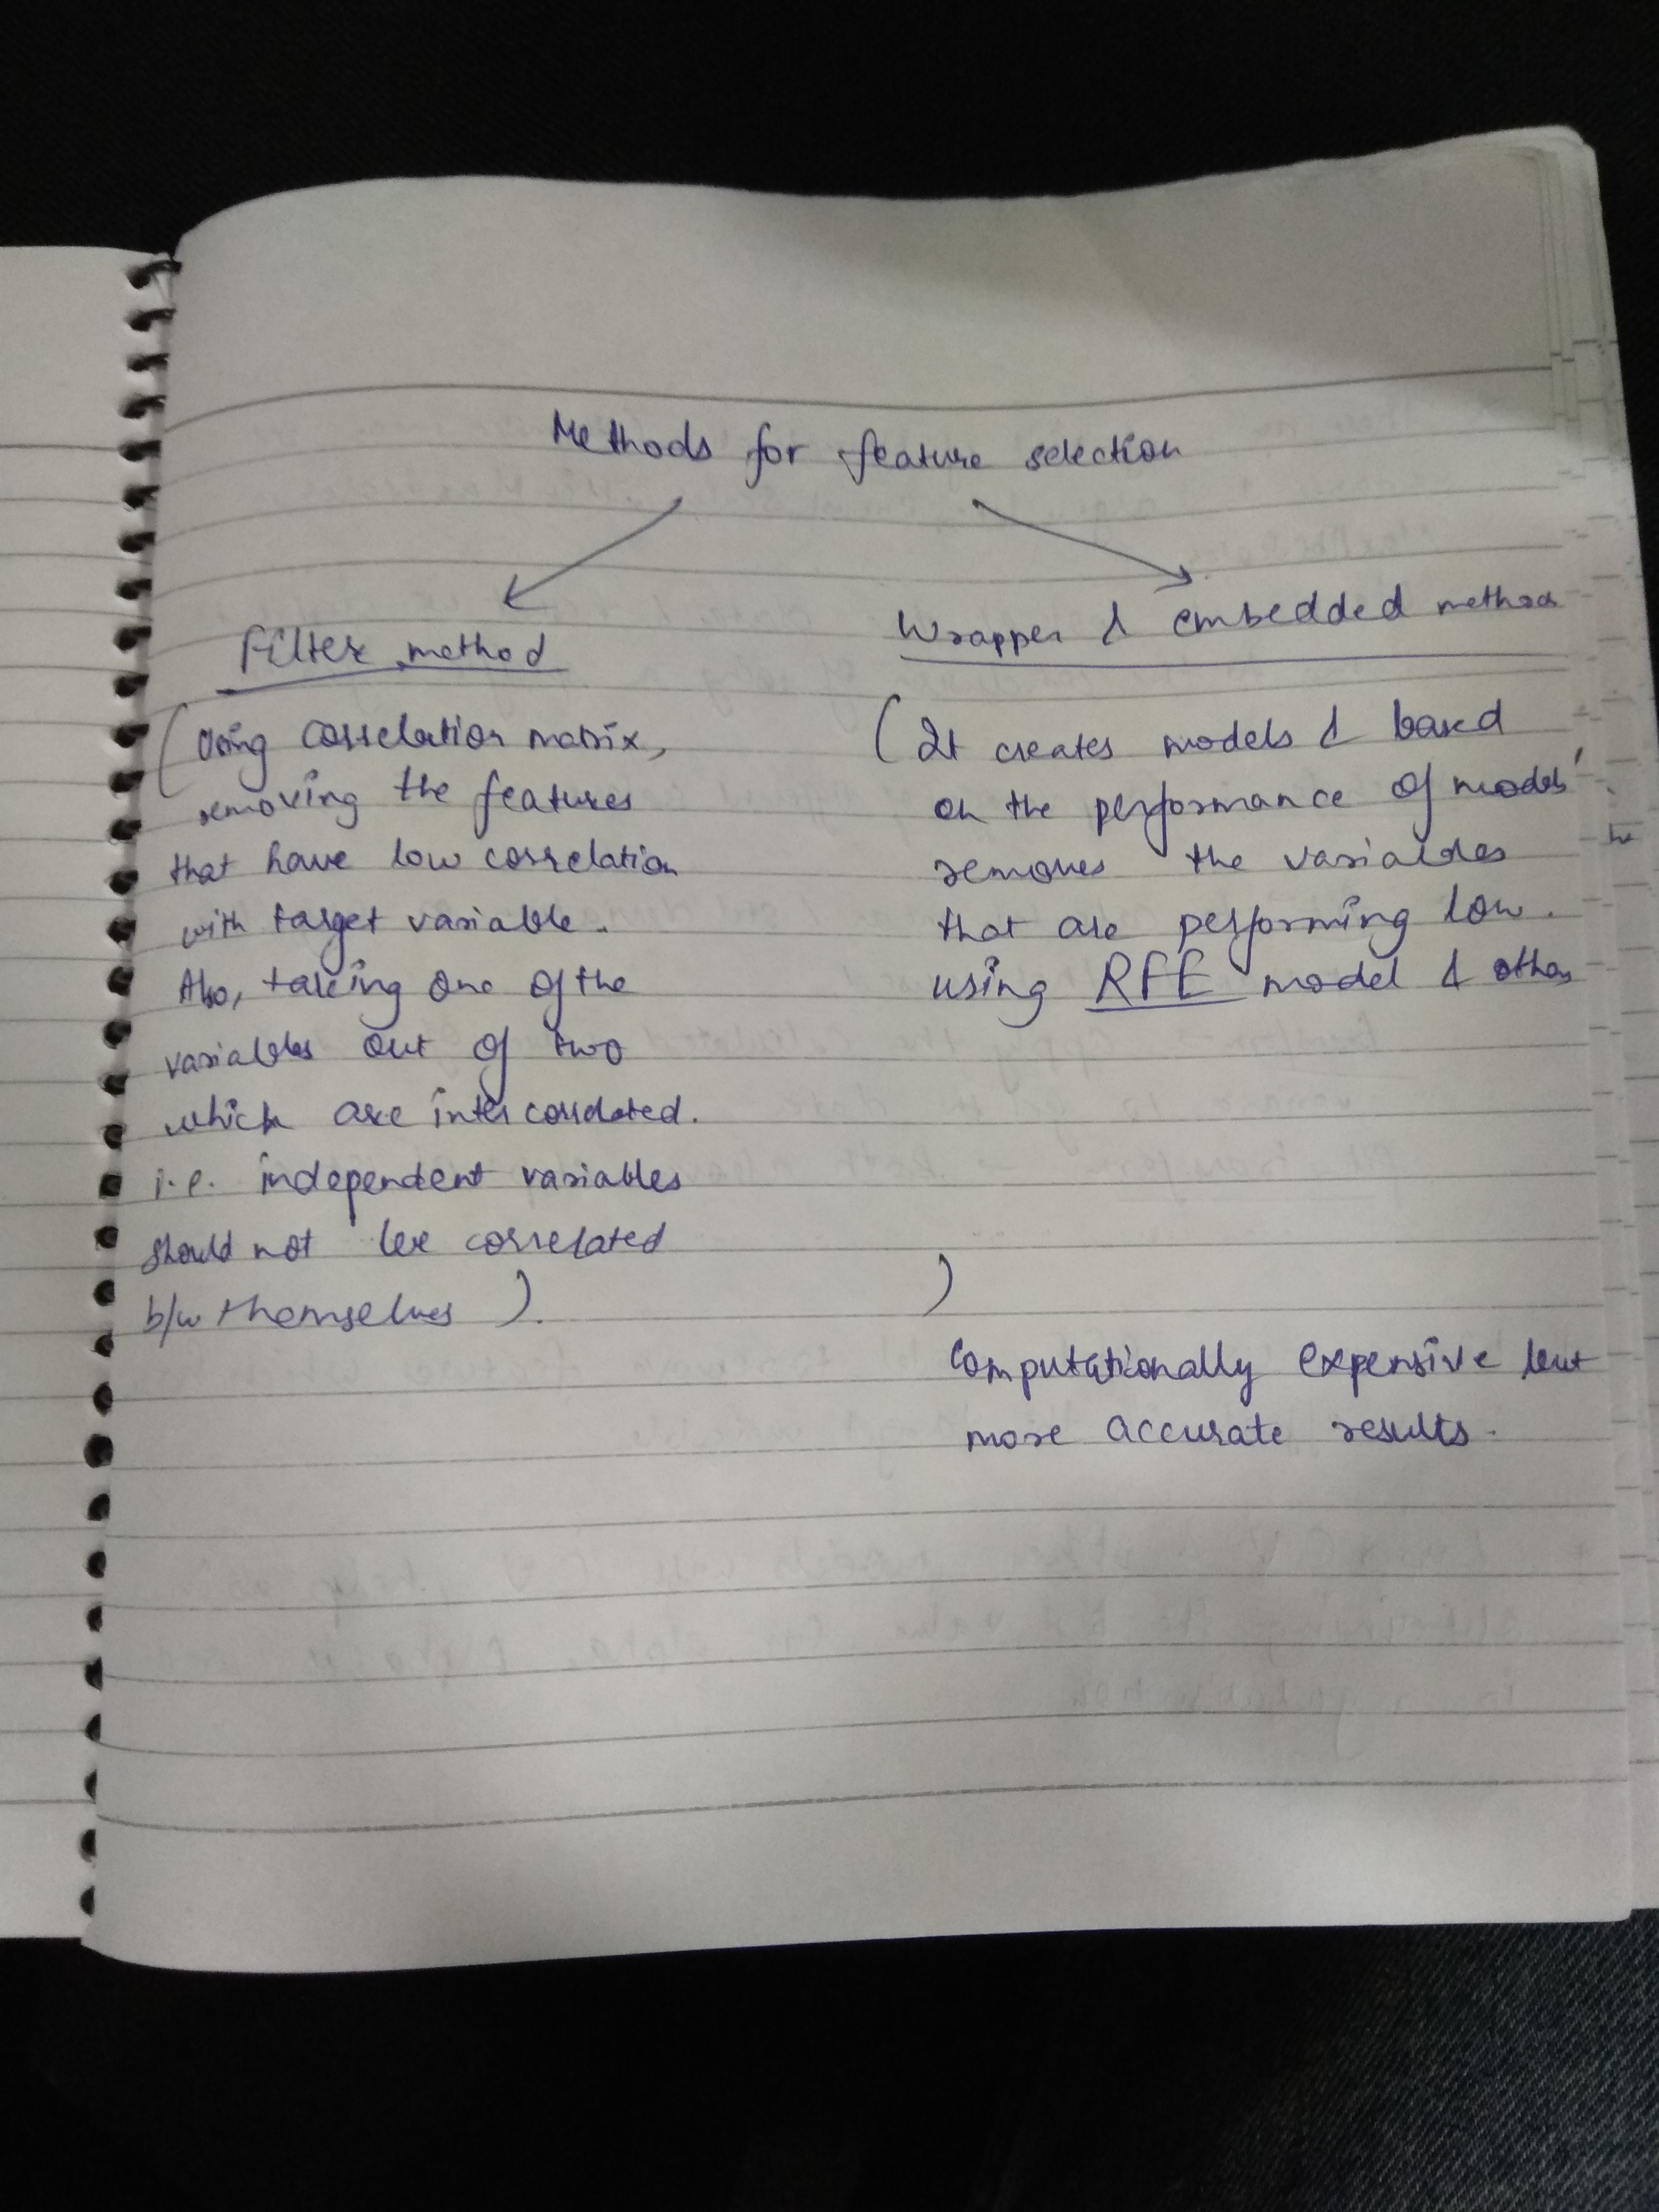 Methods for feature selection
Filter method
(Using correlation matrix,
removing the features
that have low correlation
with target variable.
Also, taking one of the
variables out of two
which are inter correlated.
i.e. independent variables
should not be correlated
b/w themselves ).
Wrapper & embedded method
(It creates models & based
on the performance of models'
removes the variables
that are performing low.
using RFE model & others
)
Computationally expensive but
more accurate results.